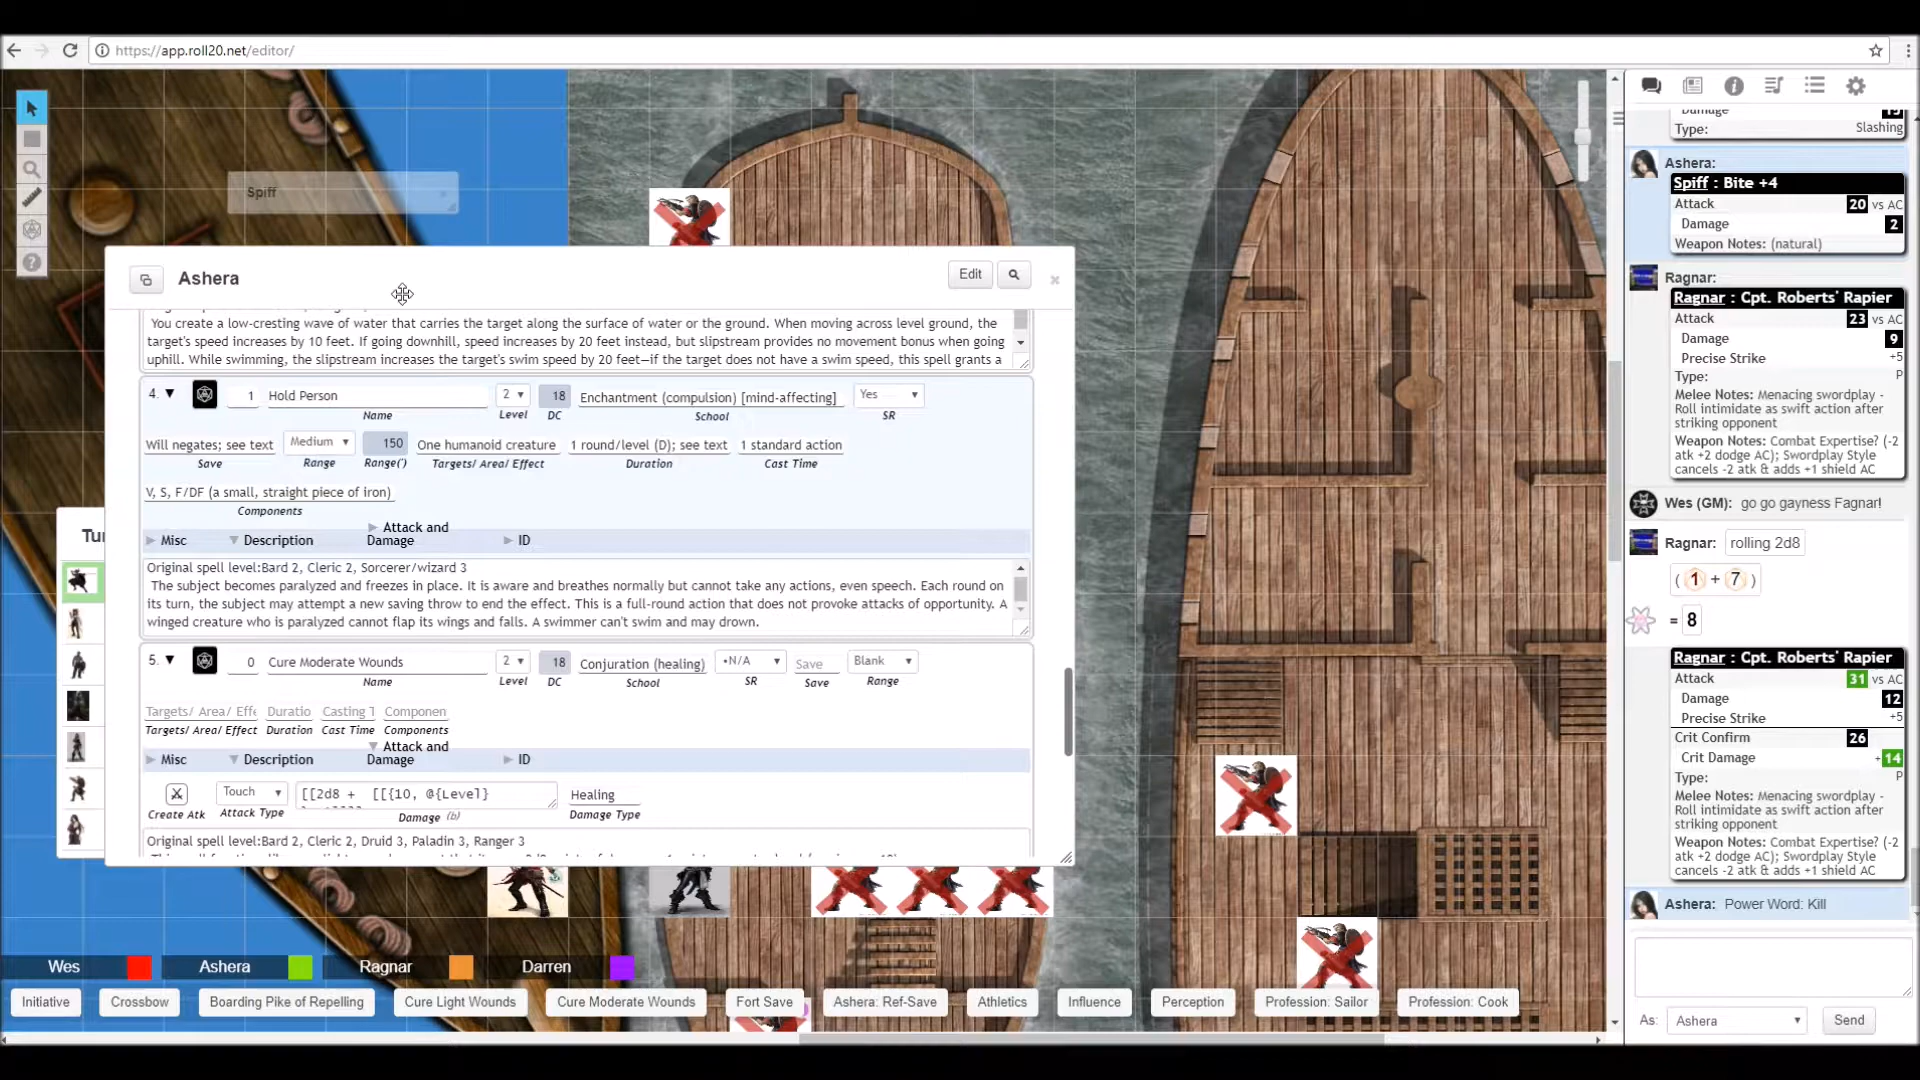 https://app.roll20.net/editor/
Spiff
Ashera
Edit
You create a low-cresting wave of water that carries the target along the surface of water or the ground. When moving across level ground, the
target's speed increases by 10 feet. If going downhill, speed increases by 20 feet instead, but slipstream provides no movement bonus when going
uphill. While swimming, the slipstream increases the target's swim speed by 20 feet—if the target does not have a swim speed, this spell grants a
4. 1 Hold Person 2 18 Enchantment (compulsion) [mind-affecting] Yes
Name Level DC School SR
Will negates; see text Medium 150 One humanoid creature 1 round/level (D); see text 1 standard action
Save Range Range(') Targets/ Area/ Effect Duration Cast Time
V, S, F/DF (a small, straight piece of iron)
Components
Misc Description Attack and Damage ID
Original spell level:Bard 2, Cleric 2, Sorcerer/wizard 3
The subject becomes paralyzed and freezes in place. It is aware and breathes normally but cannot take any actions, even speech. Each round on
its turn, the subject may attempt a new saving throw to end the effect. This is a full-round action that does not provoke attacks of opportunity. A
winged creature who is paralyzed cannot flap its wings and falls. A swimmer can't swim and may drown.
5. 0 Cure Moderate Wounds 2 18 Conjuration (healing) •N/A Save Blank
Name Level DC School SR Save Range
Targets/ Area/ Effe Duratio Casting T Componen
Targets/ Area/ Effect Duration Cast Time Components
Misc Description Attack and Damage ID
Touch [[2d8 + [[{10, @{Level} Healing
Create Atk Attack Type Damage (b) Damage Type
Original spell level:Bard 2, Cleric 2, Druid 3, Paladin 3, Ranger 3
Tur
Wes Ashera Ragnar Darren
Initiative Crossbow Boarding Pike of Repelling Cure Light Wounds Cure Moderate Wounds Fort Save Ashera: Ref-Save Athletics Influence Perception Profession: Sailor Profession: Cook
Damage 15
Type: Slashing
Ashera:
Spiff : Bite +4
Attack 20 vs AC
Damage 2
Weapon Notes: (natural)
Ragnar:
Ragnar : Cpt. Roberts' Rapier
Attack 23 vs AC
Damage 9
Precise Strike +5
Type: P
Melee Notes: Menacing swordplay -
Roll intimidate as swift action after
striking opponent
Weapon Notes: Combat Expertise? (-2
atk +2 dodge AC); Swordplay Style
cancels -2 atk & adds +1 shield AC
Wes (GM): go go gayness Fagnar!
Ragnar: rolling 2d8
(1 + 7)
= 8
Ragnar : Cpt. Roberts' Rapier
Attack 31 vs AC
Damage 12
Precise Strike +5
Crit Confirm 26
Crit Damage + 14
Type: P
Melee Notes: Menacing swordplay -
Roll intimidate as swift action after
striking opponent
Weapon Notes: Combat Expertise? (-2
atk +2 dodge AC); Swordplay Style
cancels -2 atk & adds +1 shield AC
Ashera: Power Word: Kill
As: Ashera Send